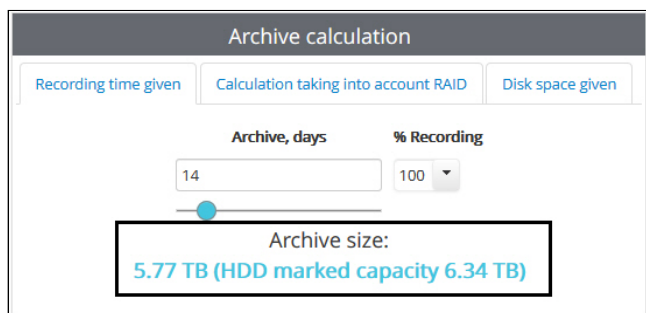 Archive calculation
Recording time given Calculation taking into account RAID Disk space given
Archive, days % Recording
14 100
Archive size:
5.77 TB (HDD marked capacity 6.34 TB)